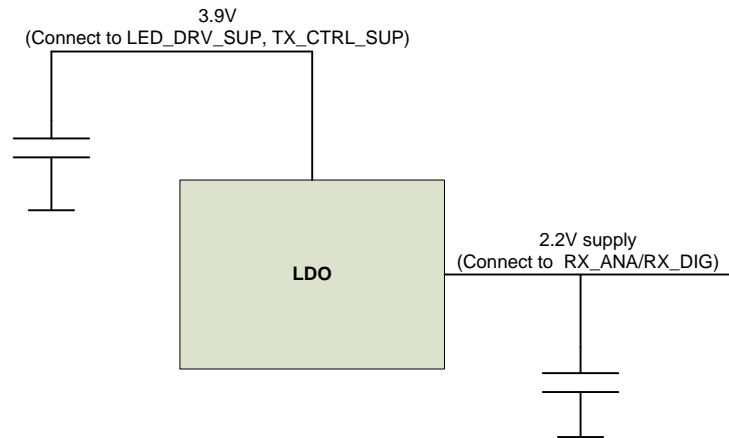 3.9V
(Connect to LED_DRV_SUP, TX_CTRL_SUP)
LDO
2.2V supply
(Connect to RX_ANA/RX_DIG)